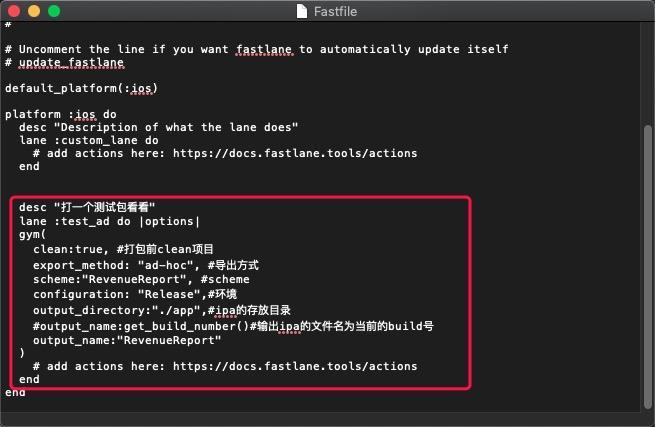 Fastfile
#
# Uncomment the line if you want fastlane to automatically update itself
# update_fastlane
default_platform(:ios)
platform :ios do
desc "Description of what the lane does"
lane :custom_lane do
# add actions here: https://docs.fastlane.tools/actions
end
desc "打一个测试包看看"
lane :test_ad do |options|
gym(
clean:true, #打包前clean项目
export_method: "ad-hoc", #导出方式
scheme:"RevenueReport", #scheme
configuration: "Release",#环境
output_directory:"./app",#ipa的存放目录
#output_name:get_build_number()#输出ipa的文件名为当前的build号
output_name:"RevenueReport"
)
# add actions here: https://docs.fastlane.tools/actions
end
end